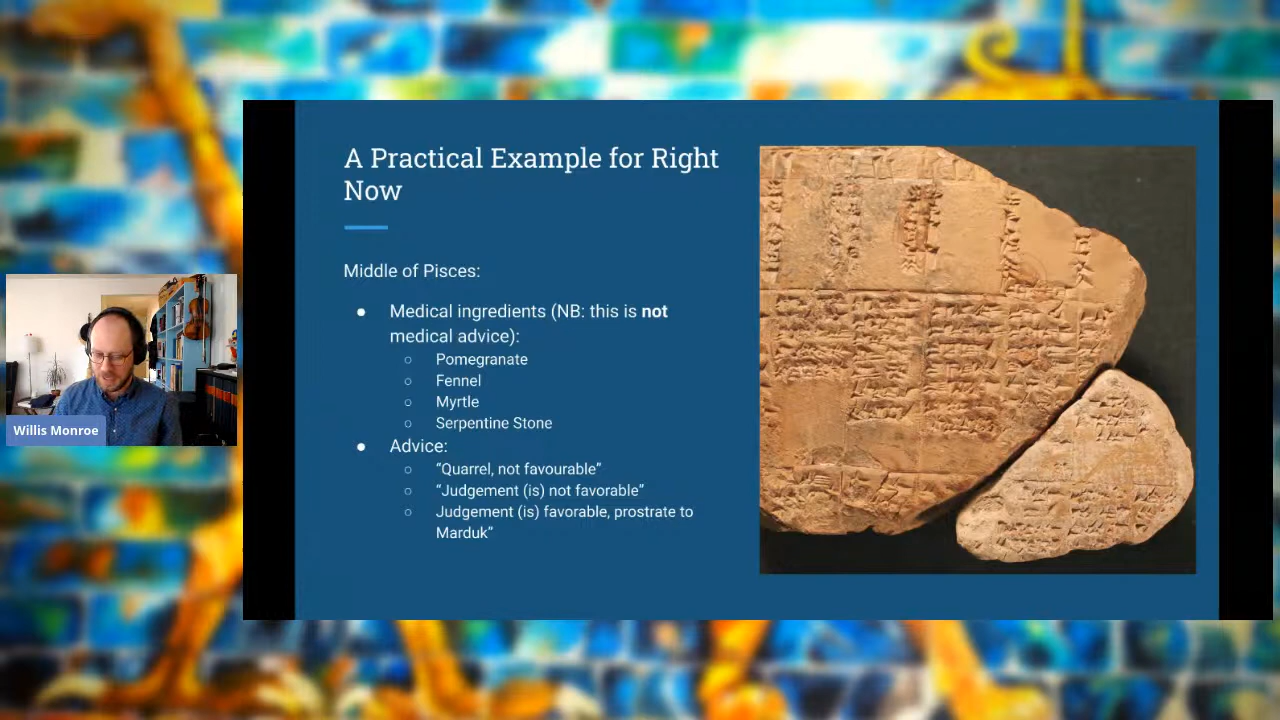 A Practical Example for Right
Now
Middle of Pisces:
● Medical ingredients (NB: this is not
medical advice):
○ Pomegranate
○ Fennel
○ Myrtle
○ Serpentine Stone
● Advice:
○ “Quarrel, not favourable”
○ “Judgement (is) not favorable”
○ Judgement (is) favorable, prostrate to
Marduk”
Willis Monroe